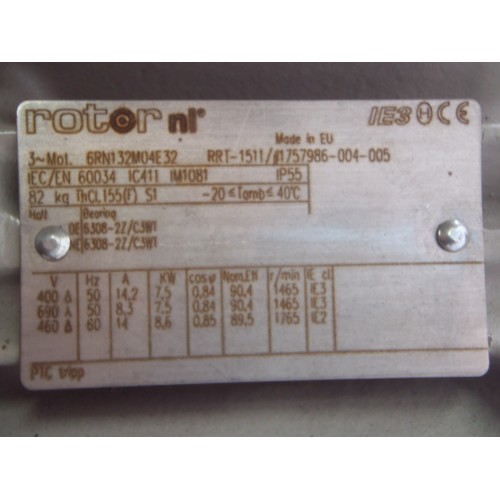 rotor nl®
IE3 CE
Made in EU
3~Mot. 6RN132M04E32 RRT-1511/1757986-004-005
IEC/EN 60034 IC411 IM1081 IP55
82 kg ThCL155(F) S1 -20≤Tamb≤40°C
Bearing
DE 6308-2Z/C3WT
NE 6308-2Z/C3WT
V Hz A KW cosφ Nom.Eff r/min IE cl
400 Δ 50 14,2 7,5 0,84 90,4 1465 IE3
690 Y 50 8,3 7,5 0,84 90,4 1465 IE3
460 Δ 60 14 8,6 0,85 89,5 1765 IE2
PTC tripp